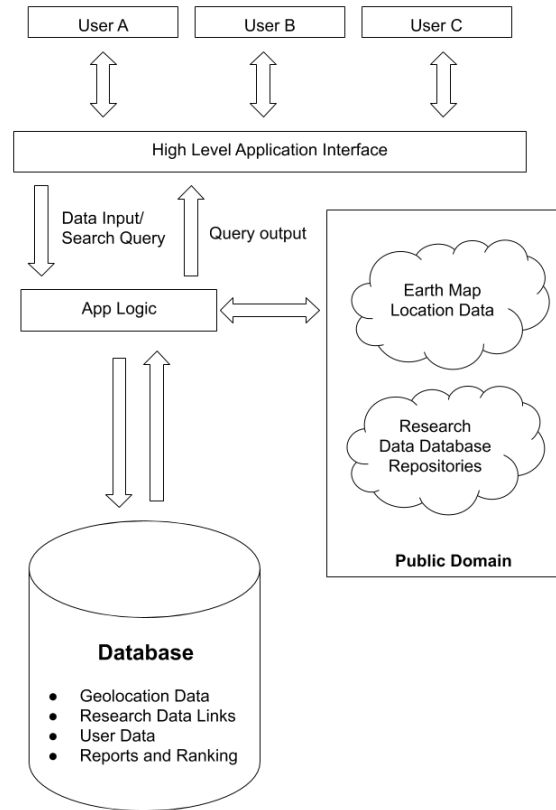 User A
User B
User C
High Level Application Interface
Data Input/
Search Query
Query output
App Logic
Earth Map
Location Data
Research
Data Database
Repositories
Public Domain
Database
● Geolocation Data
● Research Data Links
● User Data
● Reports and Ranking